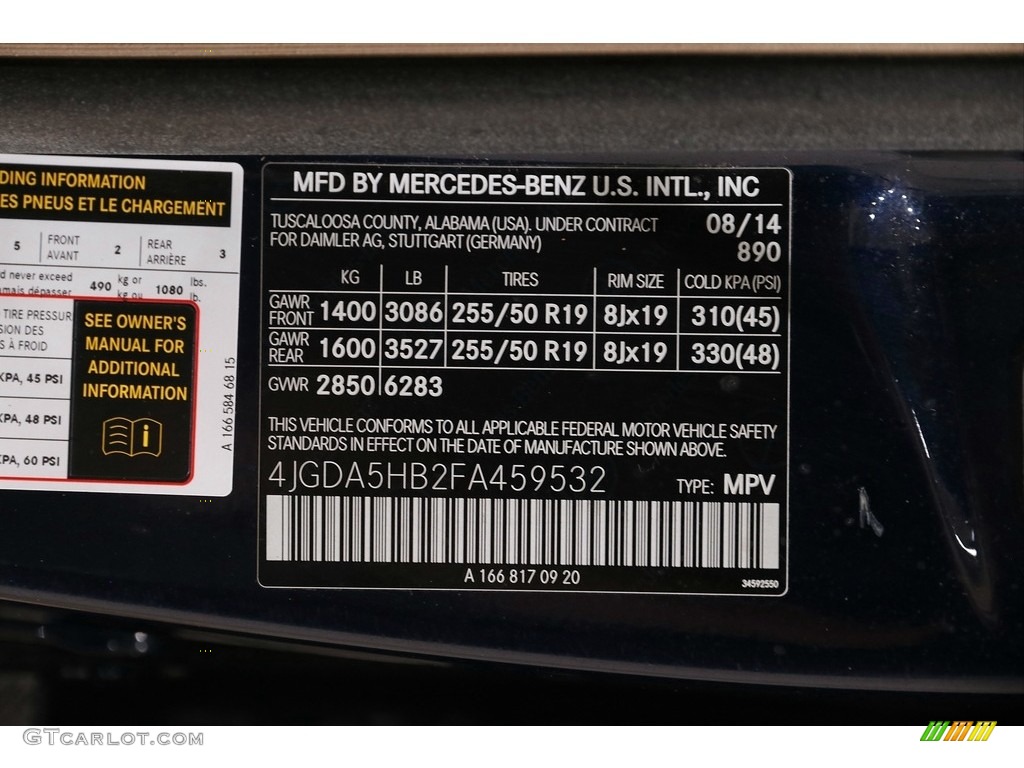 DING INFORMATION
ES PNEUS ET LE CHARGEMENT
5 FRONT AVANT 2 REAR ARRIÈRE 3
d never exceed 490 kg or 1080 lbs.
amais dépasser kg ou lb.
TIRE PRESSUR
SION DES
S À FROID
KPA, 45 PSI
KPA, 48 PSI
KPA, 60 PSI
SEE OWNER'S
MANUAL FOR
ADDITIONAL
INFORMATION
A 166 584 68 15
MFD BY MERCEDES-BENZ U.S. INTL., INC
TUSCALOOSA COUNTY, ALABAMA (USA). UNDER CONTRACT 08/14
FOR DAIMLER AG, STUTTGART (GERMANY) 890
KG LB TIRES RIM SIZE COLD KPA (PSI)
GAWR FRONT 1400 3086 255/50 R19 8Jx19 310(45)
GAWR REAR 1600 3527 255/50 R19 8Jx19 330(48)
GVWR 2850 6283
THIS VEHICLE CONFORMS TO ALL APPLICABLE FEDERAL MOTOR VEHICLE SAFETY
STANDARDS IN EFFECT ON THE DATE OF MANUFACTURE SHOWN ABOVE.
4JGDA5HB2FA459532 TYPE: MPV
A 166 817 09 20
34592550
GTcarlot.com